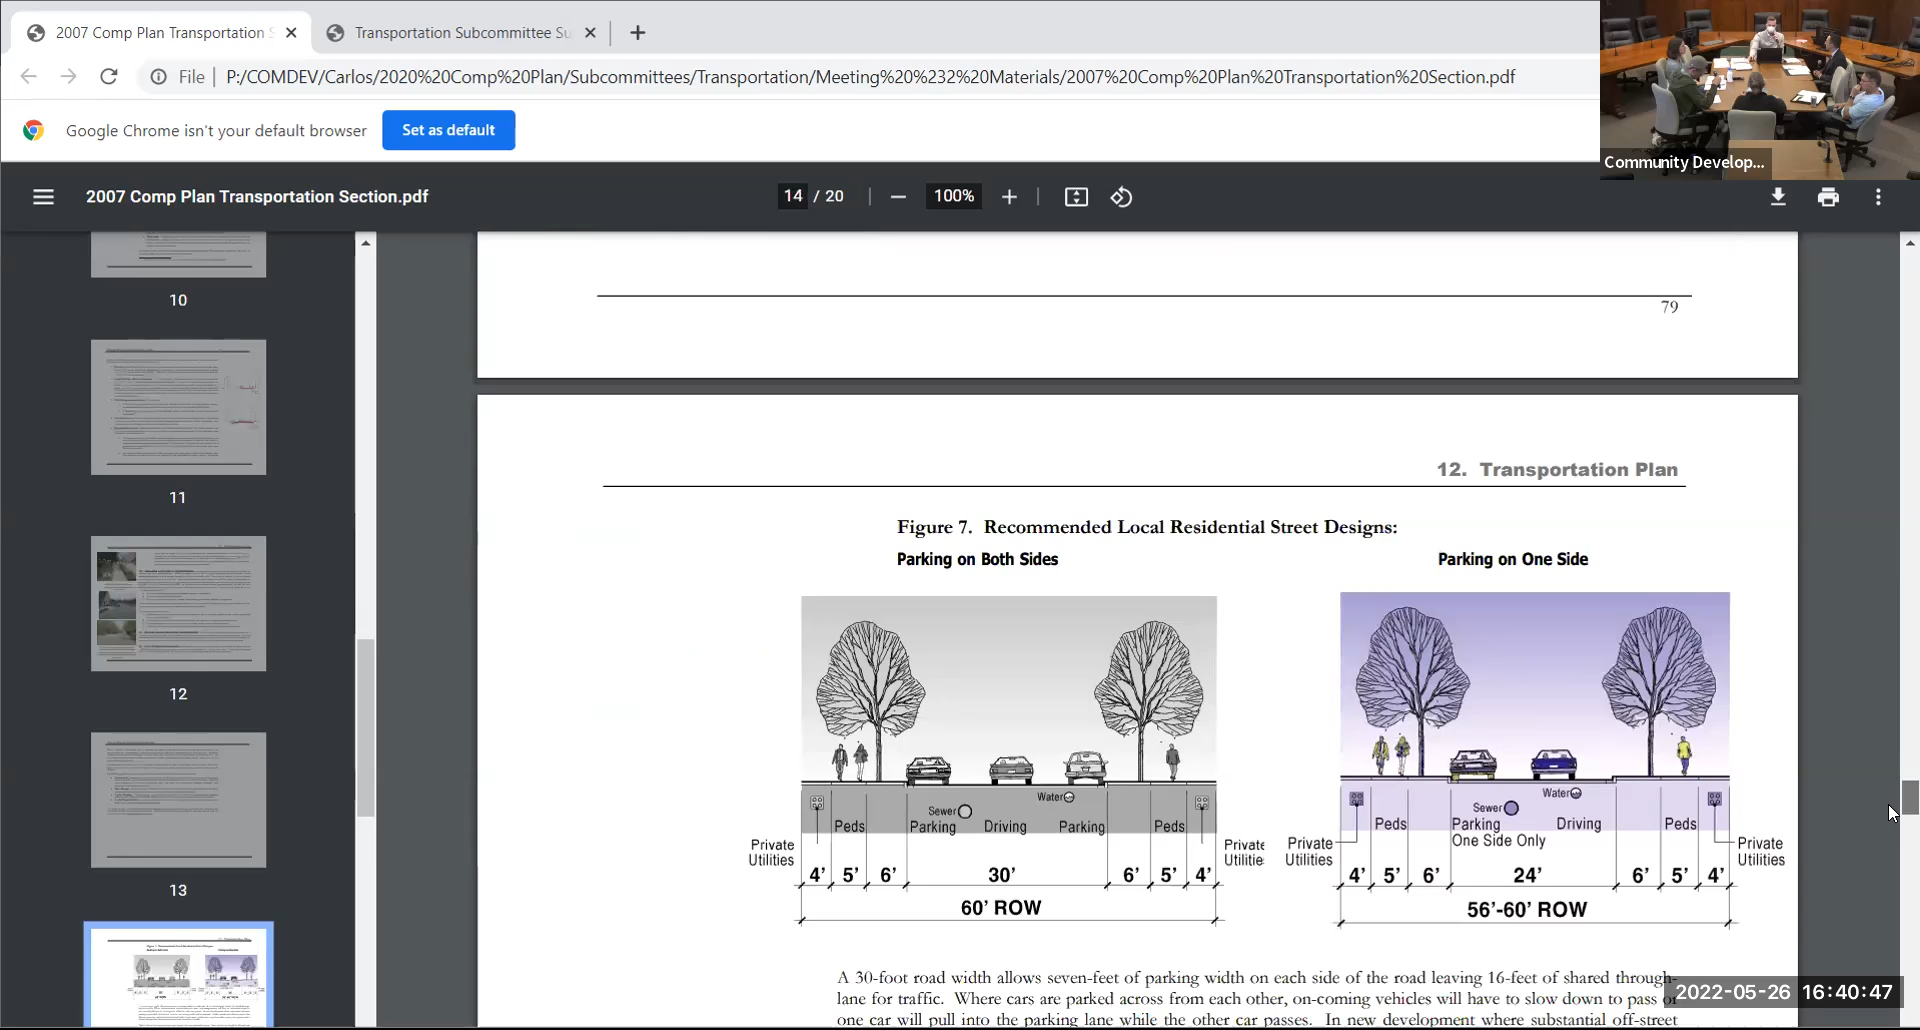 2007 Comp Plan Transportation S
Transportation Subcommittee Su
File
P:/COMDEV/Carlos/2020%20Comp%20Plan/Subcommittees/Transportation/Meeting%20%232%20Materials/2007%20Comp%20Plan%20Transportation%20Section.pdf
Google Chrome isn't your default browser
Set as default
Community Develop...
2007 Comp Plan Transportation Section.pdf
14 / 20
100%
10
11
12
13
79
12. Transportation Plan
Figure 7. Recommended Local Residential Street Designs:
Parking on Both Sides
Parking on One Side
Sewer
Water
Peds
Parking
Driving
Parking
Peds
Private
Utilities
Private
Utilitie
4'
5'
6'
30'
6'
5'
4'
60' ROW
Sewer
Water
Peds
Parking
One Side Only
Driving
Peds
Private
Utilities
Private
Utilities
4'
5'
6'
24'
6'
5'
4'
56'-60' ROW
A 30-foot road width allows seven-feet of parking width on each side of the road leaving 16-feet of shared through-
lane for traffic. Where cars are parked across from each other, on-coming vehicles will have to slow down to pass or
one car will pull into the parking lane while the other car passes. In new development where substantial off-street
2022-05-26 16:40:47